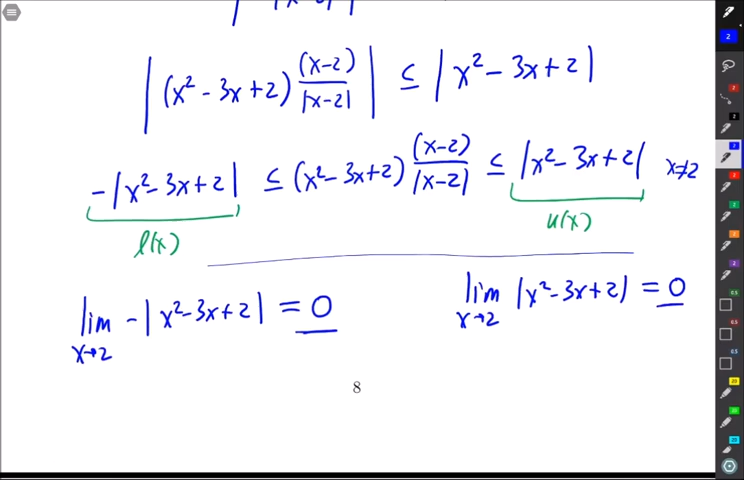 |(x² - 3x + 2) (x-2)/|x-2|| ≤ |x² - 3x + 2|
-|x² - 3x + 2| ≤ (x² - 3x + 2) (x-2)/|x-2| ≤ |x² - 3x + 2| x≠2
l(x) u(x)
lim x→2 -|x² - 3x + 2| = 0
lim x→2 |x² - 3x + 2| = 0
8